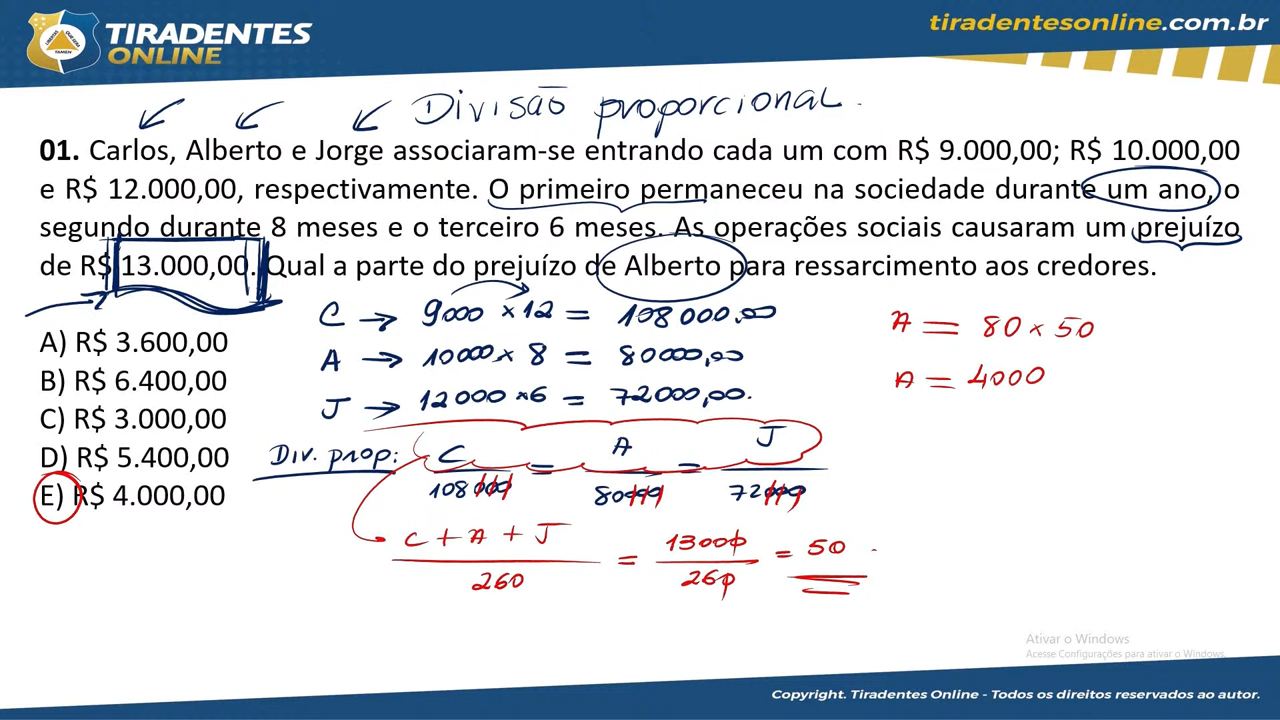 TIRADENTES
ONLINE
tiradentesonline.com.br
Divisão proporcional.
01. Carlos, Alberto e Jorge associaram-se entrando cada um com R$ 9.000,00; R$ 10.000,00
e R$ 12.000,00, respectivamente. O primeiro permaneceu na sociedade durante um ano, o
segundo durante 8 meses e o terceiro 6 meses. As operações sociais causaram um prejuízo
de R$ 13.000,00. Qual a parte do prejuízo de Alberto para ressarcimento aos credores.
A) R$ 3.600,00
B) R$ 6.400,00
C) R$ 3.000,00
D) R$ 5.400,00
E) R$ 4.000,00
C → 9000 × 12 = 108000,00
A → 10000 × 8 = 80000,00
J → 12000 × 6 = 72000,00.
A = 80 × 50
A = 4000
Div. prop: C = A = J
108000 80000 72000
C + A + J = 13000 = 50
260 260
Ativar o Windows
Acesse Configurações para ativar o Windows.
Copyright. Tiradentes Online - Todos os direitos reservados ao autor.